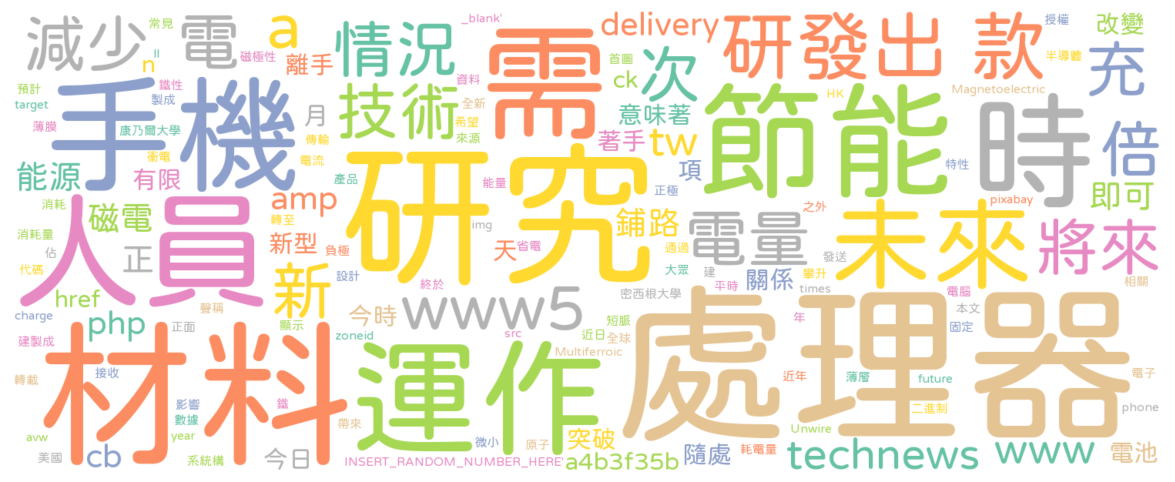 減少
常見
電
磁極性
a
II
n
離手
情況
_blank'
資料
需
delivery
首圖
ck
次
研發出
款
授權
半導體
改變
充
預計
target
鐵性
製成
手機
薄膜
康乃爾大學
衝電
月
傳輸
電流
技術
全新
希望
來源
意味著
著手
tw
項
節能
HK
Magnetoelectric
時
特性
倍
即可
能源
有限
產品
研究
能量
正極
pixabay
消耗
磁電
人員
amp
轉至
新型
負極
img
天
省電
鋪路
通過
電量
之外
未來
將來
消耗量
佔
代碼
正
設計
新
終於
大眾
建
平時
關係
發送
攀升
電腦
相關
href
聲稱
顯示
密西根大學
times
本文
charge
php
正面
今時
zoneid
www5
src
近日
短脈
全球
年
固定
建製成
材料
接收
運作
Multiferroic
處理器
近年
薄層
future
電子
轉載
影響
數據
鐵
帶來
二進制
phone
avw
year
微小
原子
突破
Unwire
美國
cb
系統構
今日
INSERT_RANDOM_NUMBER_HERE'
a4b3f35b
隨處
耗電量
technews
www
電池